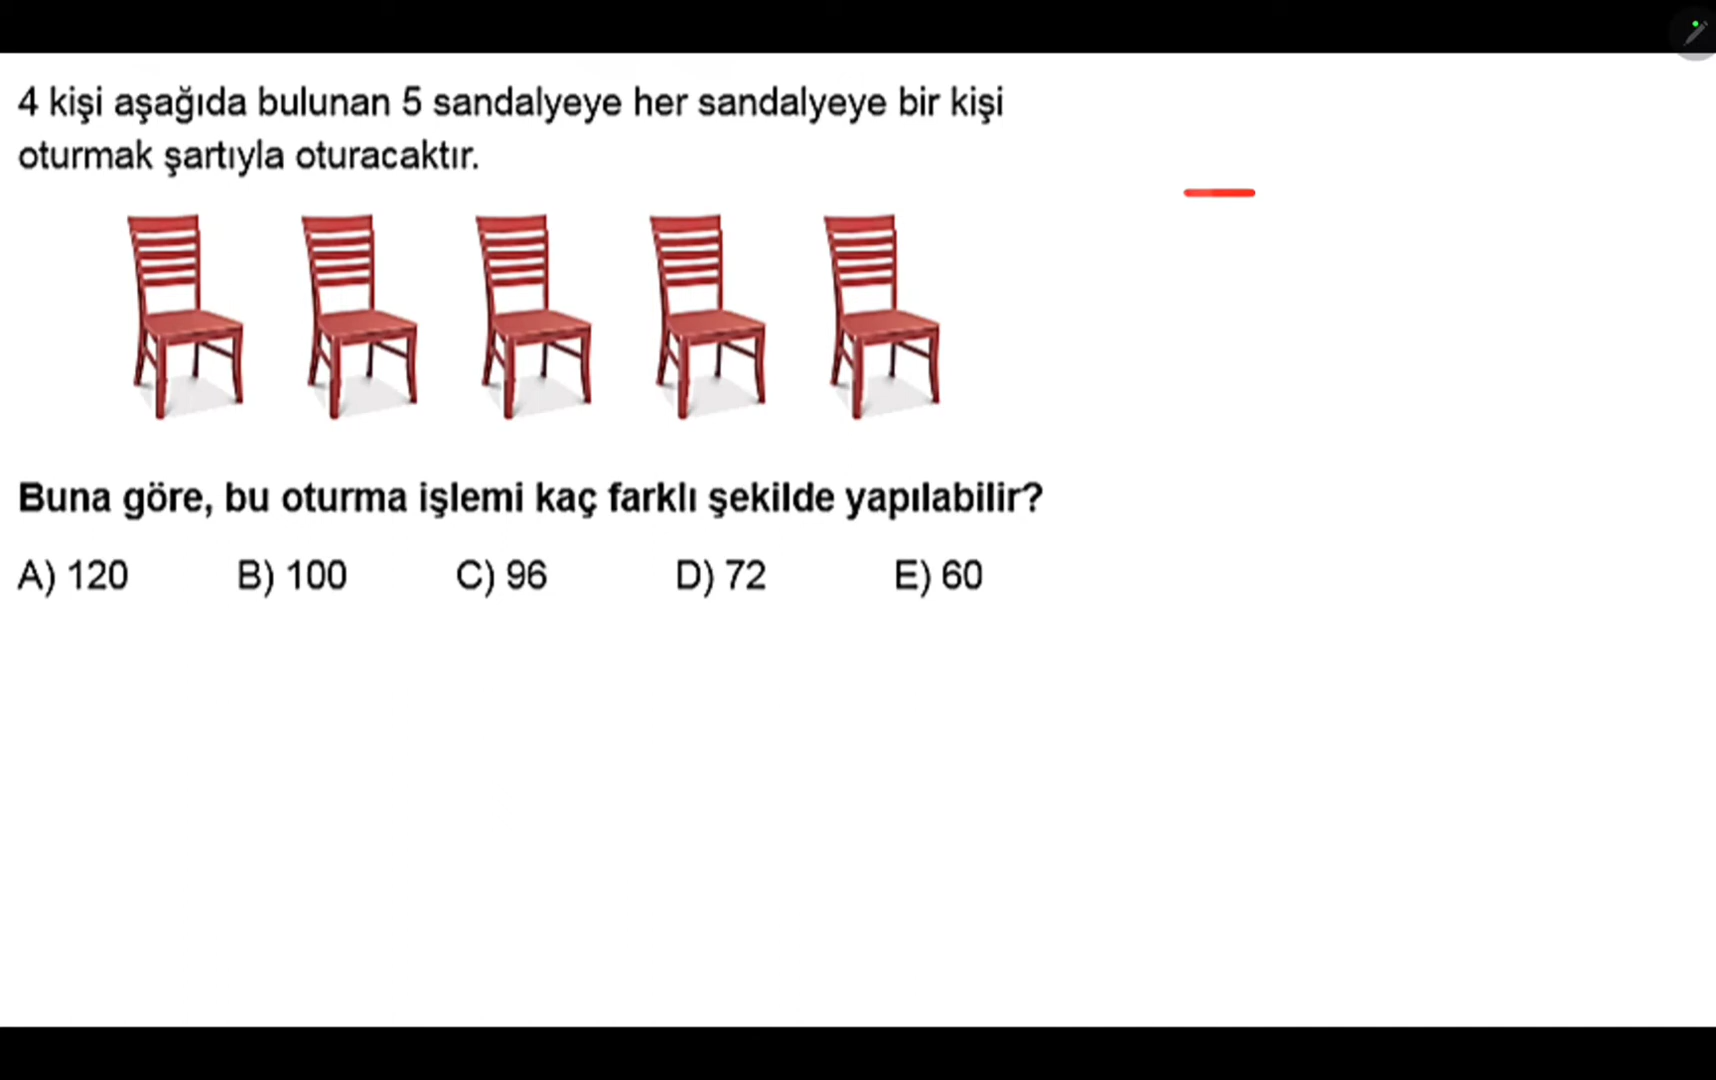 4 kişi aşağıda bulunan 5 sandalyeye her sandalyeye bir kişi
oturmak şartıyla oturacaktır.
Buna göre, bu oturma işlemi kaç farklı şekilde yapılabilir?
A) 120 B) 100 C) 96 D) 72 E) 60